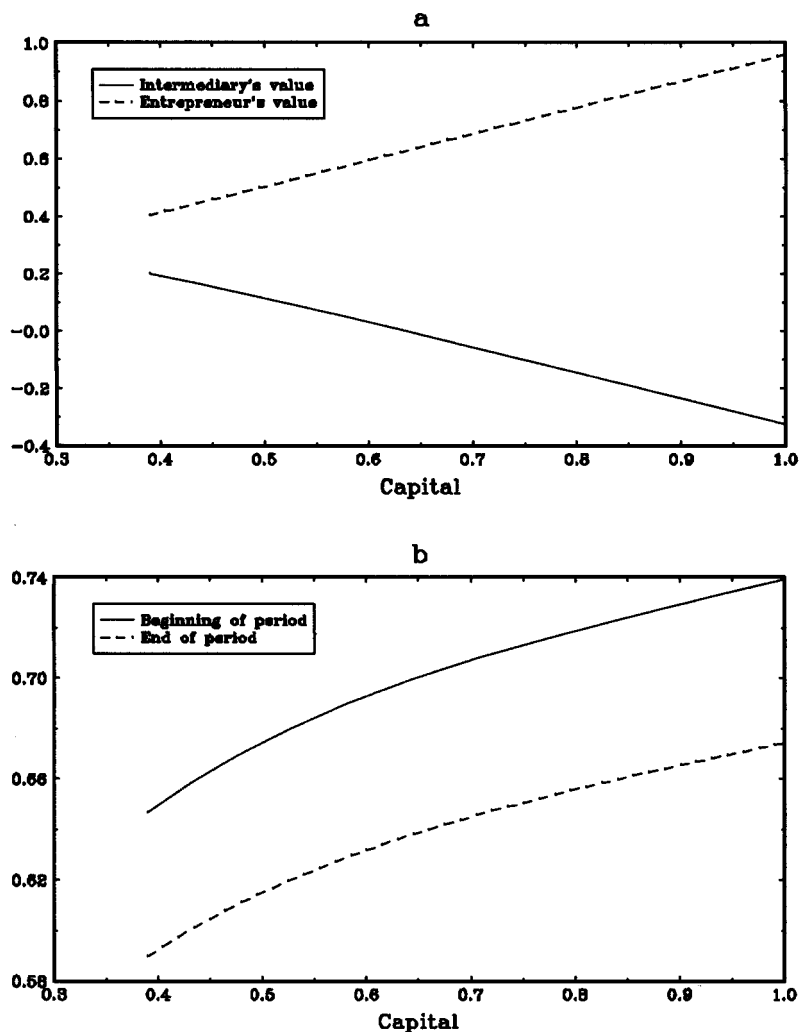 a
1.0
Intermediary's value
Entrepreneur's value
0.8
0.6
0.4
0.2
-0.0
-0.2
-0.4
0.3 0.4 0.5 0.6 0.7 0.8 0.9 1.0
Capital
b
0.74
Beginning of period
End of period
0.70
0.66
0.62
0.58
0.3 0.4 0.5 0.6 0.7 0.8 0.9 1.0
Capital